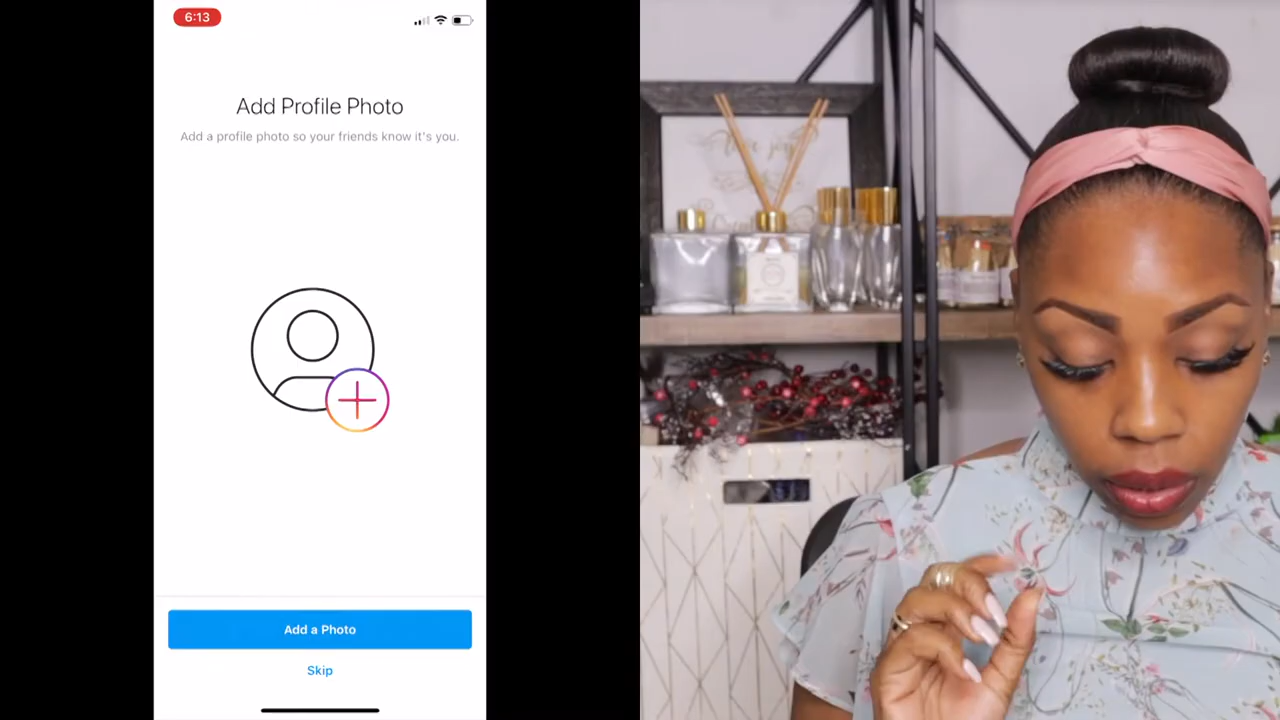 6:13
Add Profile Photo
Add a profile photo so your friends know it's you.
Add a Photo
Skip